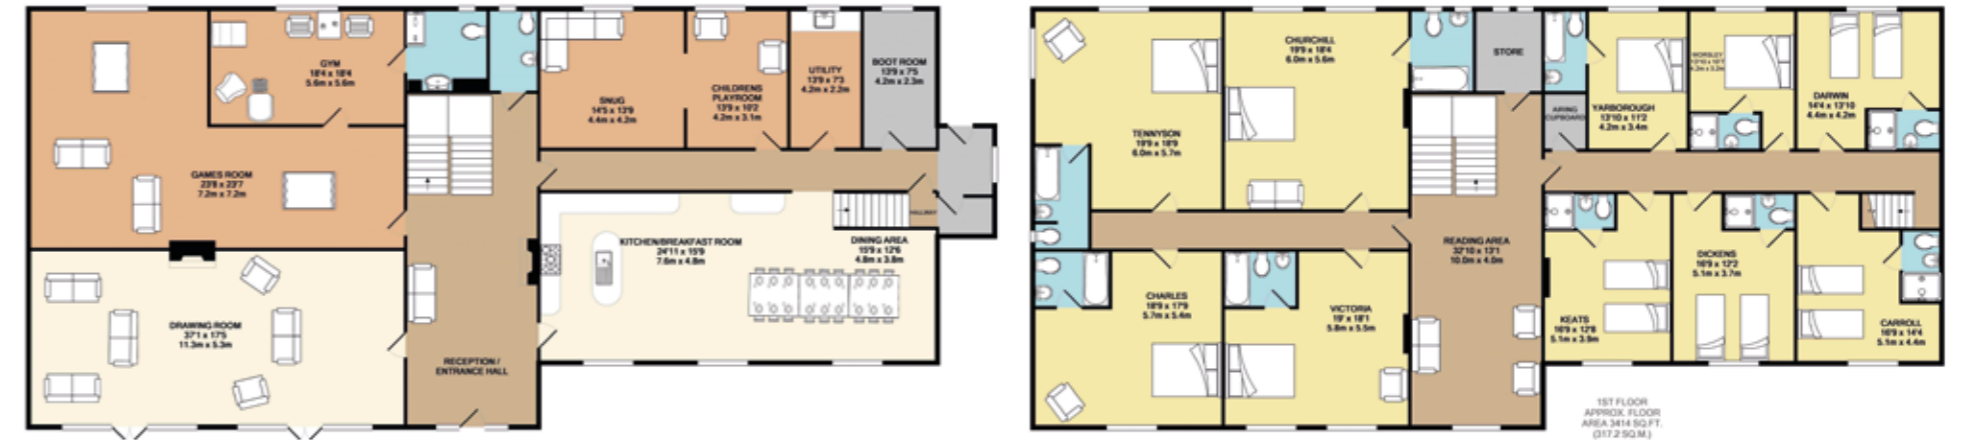 GYM
18'4 x 18'4
5.6m x 5.6m
GAMES ROOM
23'8 x 23'7
7.2m x 7.2m
DRAWING ROOM
37'1 x 17'5
11.3m x 5.3m
RECEPTION /
ENTRANCE HALL
SNUG
14'5 x 13'9
4.4m x 4.2m
CHILDRENS
PLAYROOM
13'9 x 10'2
4.2m x 3.1m
UTILITY
13'9 x 7'3
4.2m x 2.2m
BOOT ROOM
13'9 x 7'5
4.2m x 2.3m
HALLWAY
KITCHEN/BREAKFAST ROOM
24'11 x 15'9
7.6m x 4.8m
DINING AREA
15'9 x 12'6
4.8m x 3.8m
TENNYSON
19'9 x 18'9
6.0m x 5.7m
CHURCHILL
19'9 x 18'4
6.0m x 5.6m
STORE
AIRING
CUPBOARD
YARBOROUGH
13'10 x 11'2
4.2m x 3.4m
WORSLEY
4.2m x 3.2m
DARWIN
14'4 x 13'10
4.4m x 4.2m
READING AREA
32'10 x 13'1
10.0m x 4.0m
CHARLES
18'9 x 17'9
5.7m x 5.4m
VICTORIA
19' x 18'1
5.8m x 5.5m
KEATS
16'9 x 12'8
5.1m x 3.9m
DICKENS
16'9 x 12'2
5.1m x 3.7m
CARROLL
16'9 x 14'4
5.1m x 4.4m
1ST FLOOR
APPROX. FLOOR
AREA 3414 SQ.FT.
(317.2 SQ.M.)